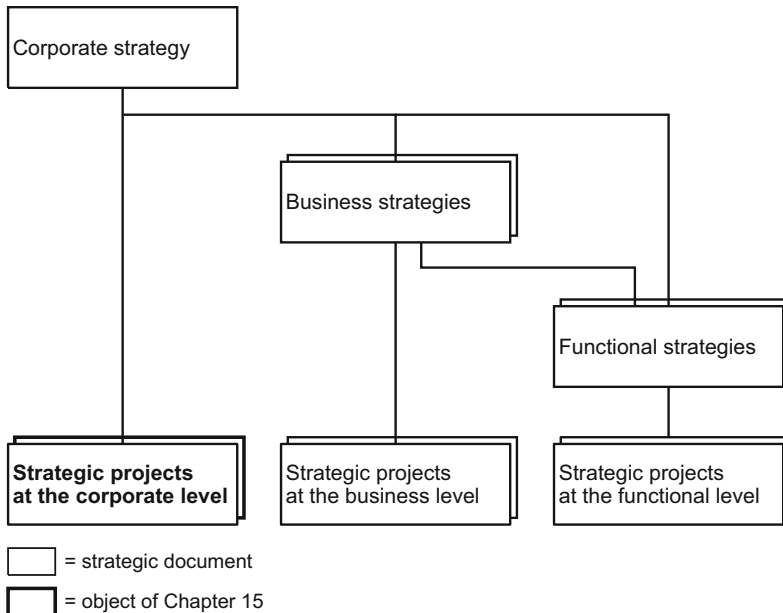 Corporate strategy
Business strategies
Functional strategies
Strategic projects
at the corporate level
Strategic projects
at the business level
Strategic projects
at the functional level
= strategic document
= object of Chapter 15